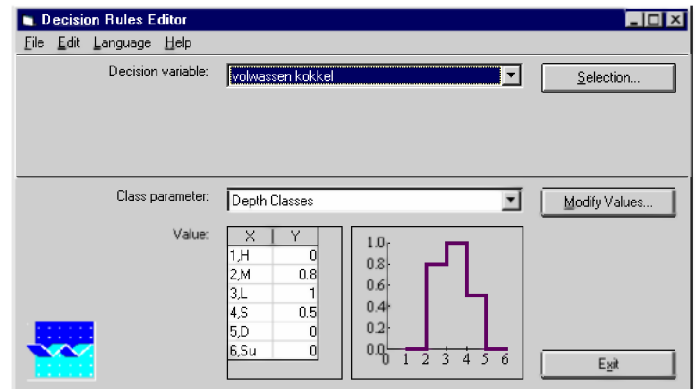 Decision Rules Editor
File Edit Language Help
Decision variable: volwassen kokkel Selection...
Class parameter: Depth Classes Modify Values...
Value:
X Y
1,H 0
2,M 0.8
3,L 1
4,S 0.5
5,D 0
6,Su 0
1.0
0.8
0.6
0.4
0.2
0.0
0 1 2 3 4 5 6
Exit